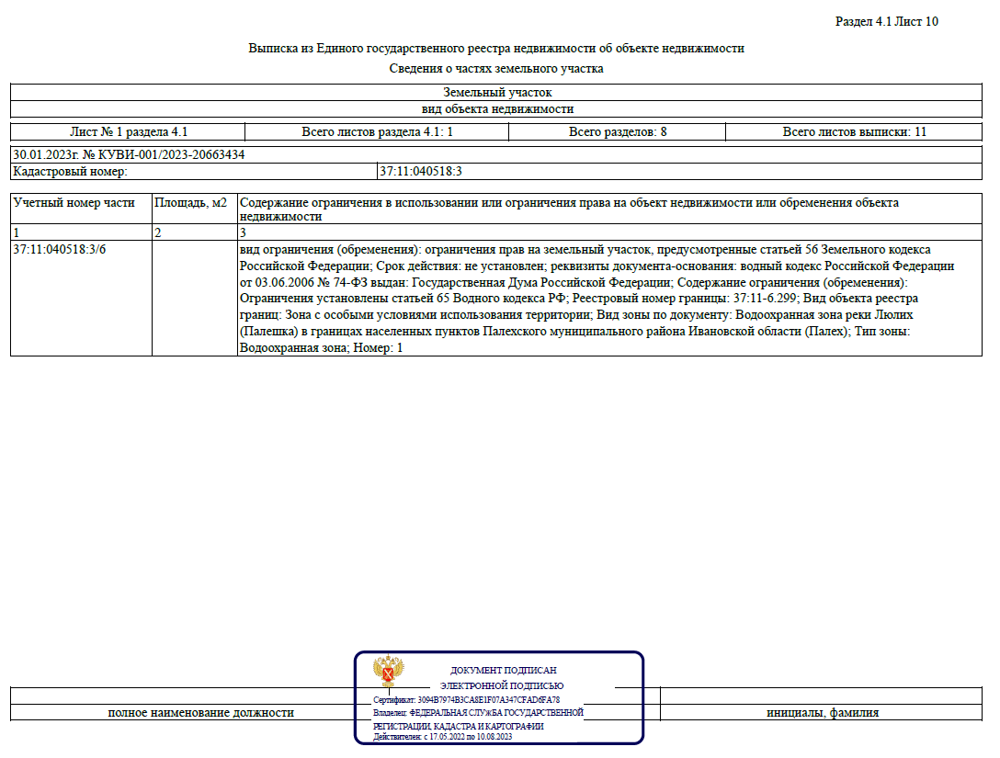 Раздел 4.1 Лист 10
Выписка из Единого государственного реестра недвижимости об объекте недвижимости
Сведения о частях земельного участка
Земельный участок
вид объекта недвижимости
Лист № 1 раздела 4.1 Всего листов раздела 4.1: 1 Всего разделов: 8 Всего листов выписки: 11
30.01.2023г. № КУВИ-001/2023-20663434
Кадастровый номер: 37:11:040518:3
Учетный номер части Площадь, м2 Содержание ограничения в использовании или ограничения права на объект недвижимости или обременения объекта
недвижимости
1 2 3
37:11:040518:3/6 вид ограничения (обременения): ограничения прав на земельный участок, предусмотренные статьей 56 Земельного кодекса
Российской Федерации; Срок действия: не установлен; реквизиты документа-основания: водный кодекс Российской Федерации
от 03.06.2006 № 74-ФЗ выдан: Государственная Дума Российской Федерации; Содержание ограничения (обременения):
Ограничения установлены статьей 65 Водного кодекса РФ; Реестровый номер границы: 37:11-6.299; Вид объекта реестра
границ: Зона с особыми условиями использования территории; Вид зоны по документу: Водоохранная зона реки Люлих
(Палешка) в границах населенных пунктов Палехского муниципального района Ивановской области (Палех); Тип зоны:
Водоохранная зона; Номер: 1
ДОКУМЕНТ ПОДПИСАН
ЭЛЕКТРОННОЙ ПОДПИСЬЮ
Сертификат: 3094B7974B3CA8E1F07A347CFAD6FA78
Владелец: ФЕДЕРАЛЬНАЯ СЛУЖБА ГОСУДАРСТВЕННОЙ
РЕГИСТРАЦИИ, КАДАСТРА И КАРТОГРАФИИ
Действителен: с 17.05.2022 по 10.08.2023
полное наименование должности инициалы, фамилия